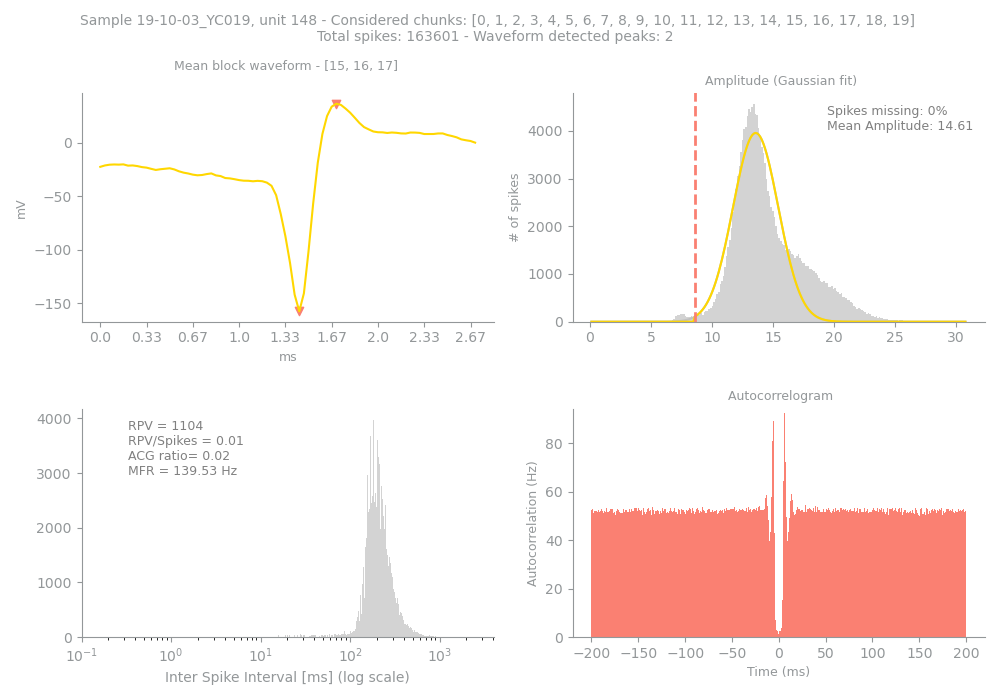 Sample 19-10-03_YC019, unit 148 - Considered chunks: [0, 1, 2, 3, 4, 5, 6, 7, 8, 9, 10, 11, 12, 13, 14, 15, 16, 17, 18, 19]
Total spikes: 163601 - Waveform detected peaks: 2
Mean block waveform - [15, 16, 17]
mV
0
−50
−100
−150
0.0 0.33 0.67 1.0 1.33 1.67 2.0 2.33 2.67
ms
Amplitude (Gaussian fit)
Spikes missing: 0%
Mean Amplitude: 14.61
# of spikes
4000
3000
2000
1000
0
0 5 10 15 20 25 30
RPV = 1104
RPV/Spikes = 0.01
ACG ratio= 0.02
MFR = 139.53 Hz
4000
3000
2000
1000
0
10⁻¹ 10⁰ 10¹ 10² 10³
Inter Spike Interval [ms] (log scale)
Autocorrelogram
Autocorrelation (Hz)
80
60
40
20
0
−200 −150 −100 −50 0 50 100 150 200
Time (ms)